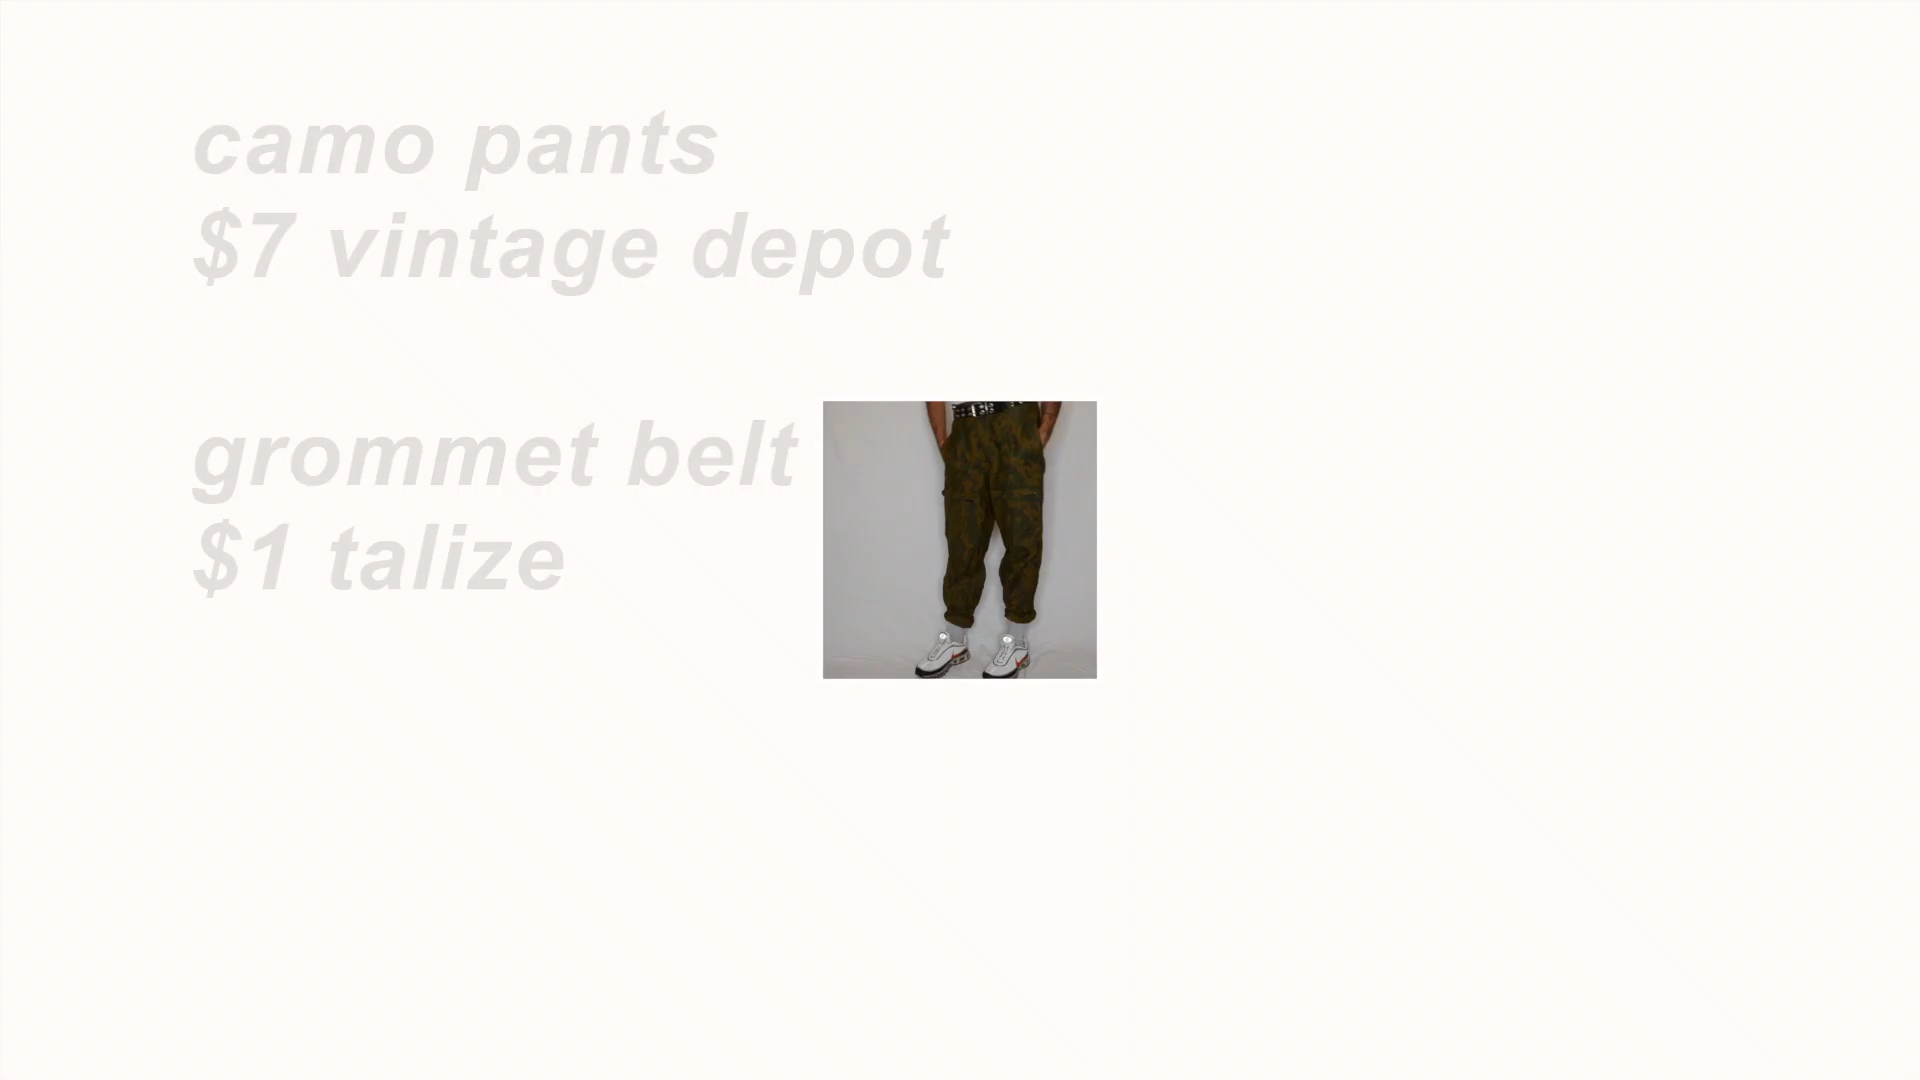 camo pants
$7 vintage depot
grommet belt
$1 talize